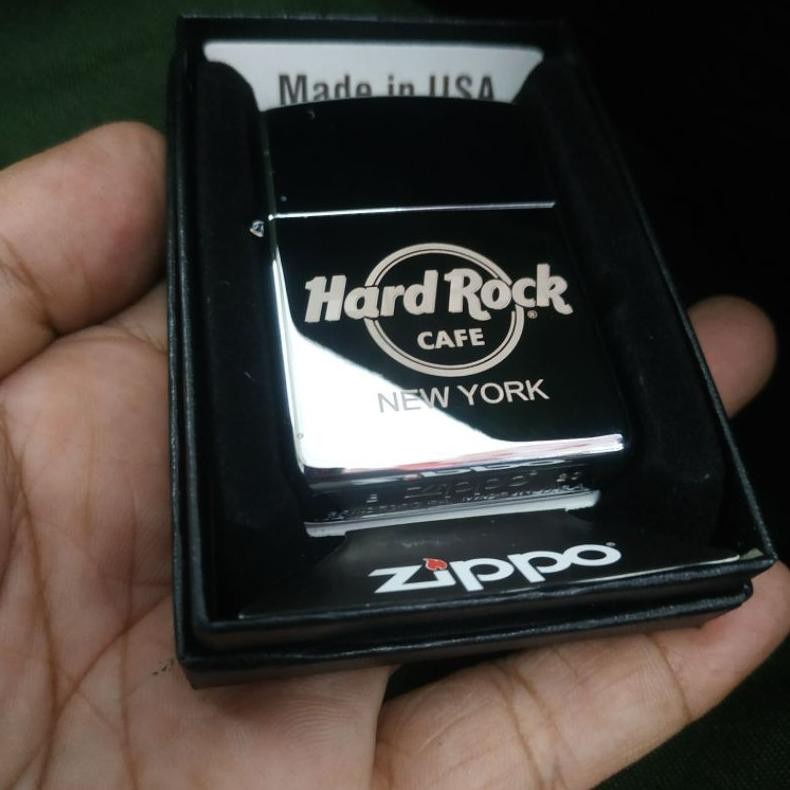 Made in USA
Hard Rock ®
CAFE
NEW YORK
zippo